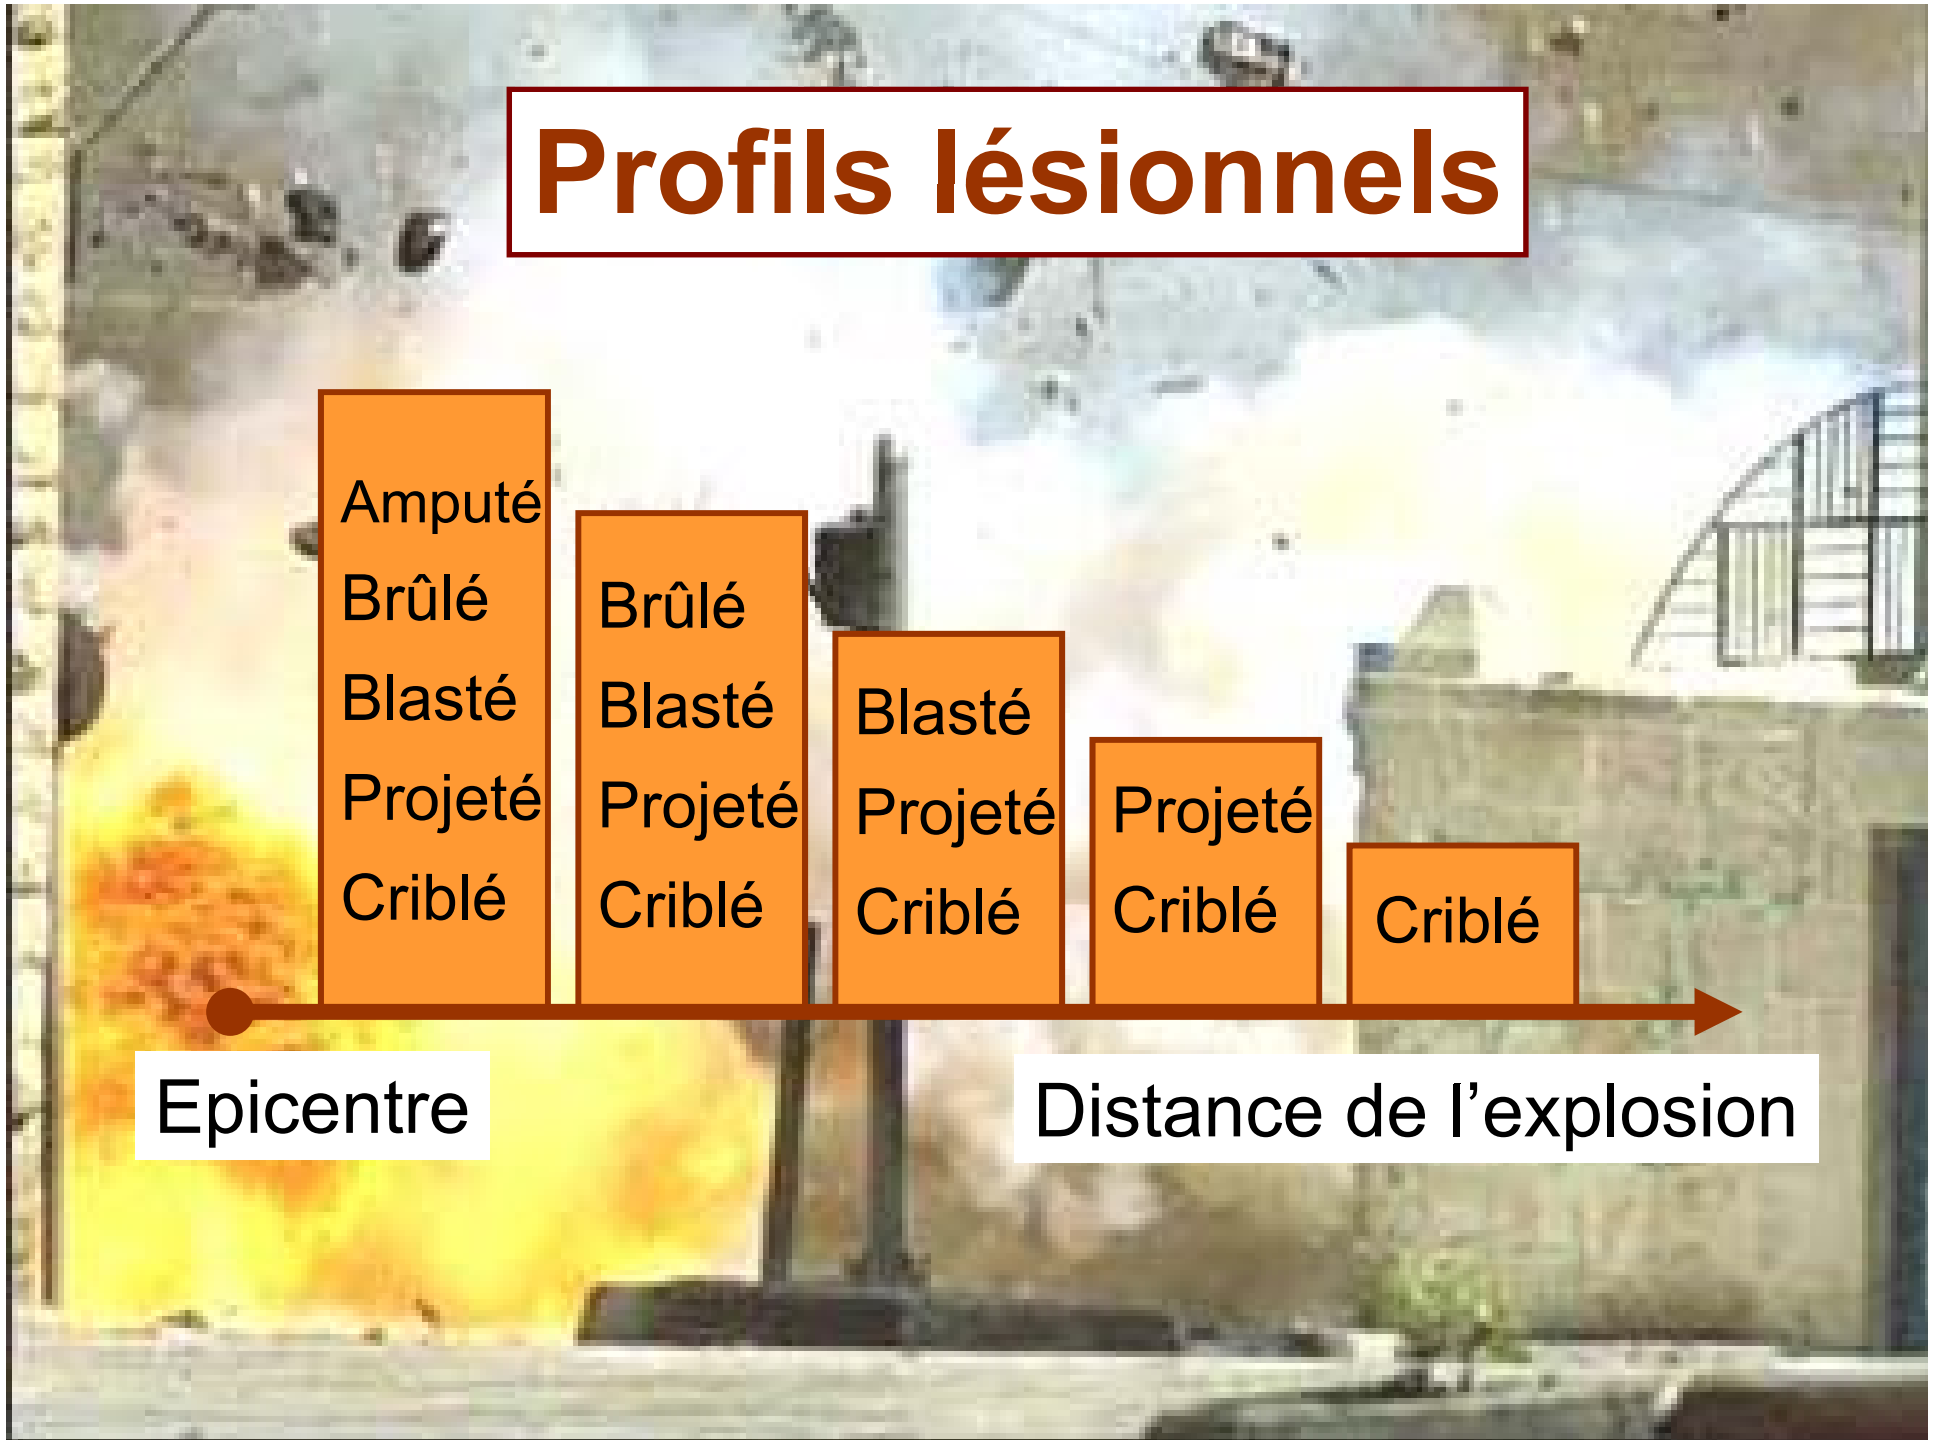 Profils lésionnels
Amputé
Brûlé
Blasté
Projeté
Criblé
Brûlé
Blasté
Projeté
Criblé
Blasté
Projeté
Criblé
Projeté
Criblé
Criblé
Epicentre
Distance de l’explosion